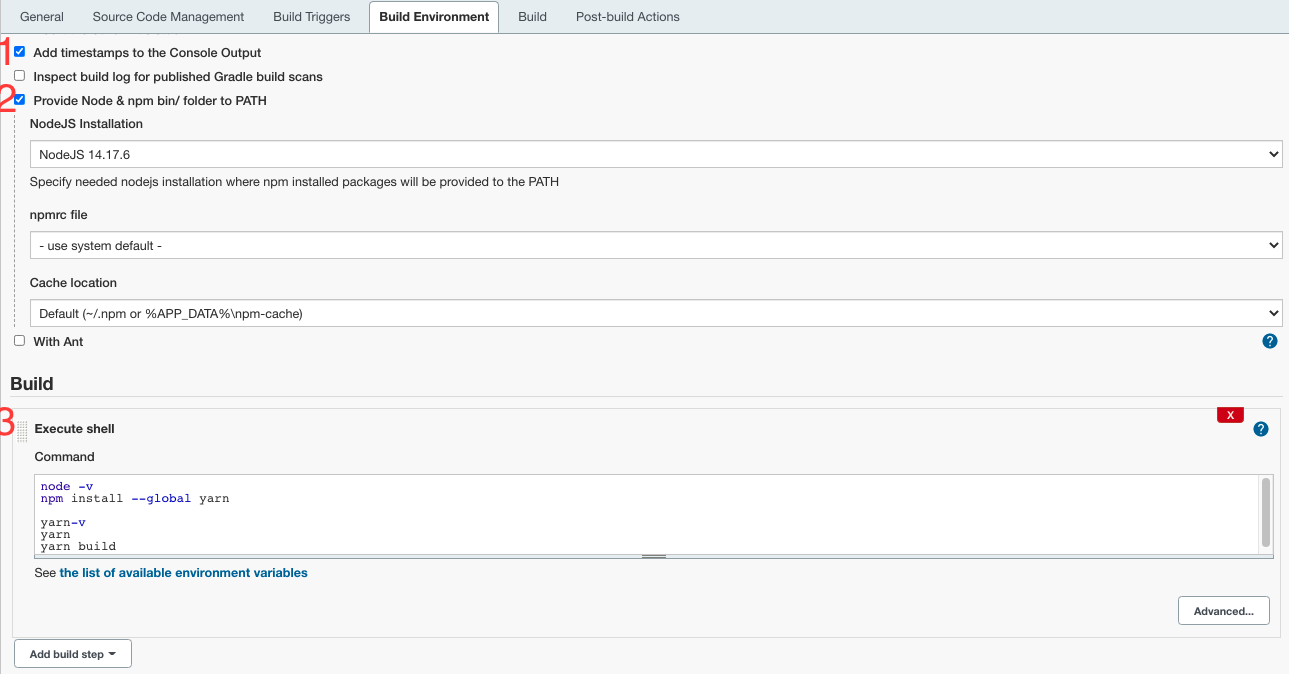 General Source Code Management Build Triggers Build Environment Build Post-build Actions
1 Add timestamps to the Console Output
Inspect build log for published Gradle build scans
2 Provide Node & npm bin/ folder to PATH
NodeJS Installation
NodeJS 14.17.6
Specify needed nodejs installation where npm installed packages will be provided to the PATH
npmrc file
- use system default -
Cache location
Default (~/.npm or %APP_DATA%\npm-cache)
With Ant ?
Build
3 Execute shell X ?
Command
node -v
npm install --global yarn
yarn-v
yarn
yarn build
See the list of available environment variables
Advanced...
Add build step